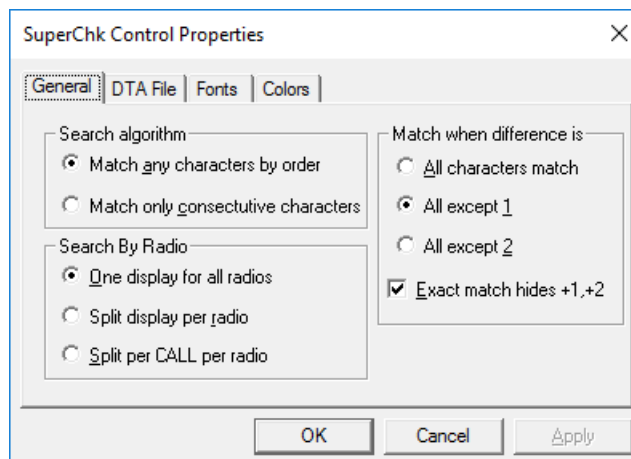 SuperChk Control Properties
General DTA File Fonts Colors
Search algorithm
Match any characters by order
Match only consectutive characters
Search By Radio
One display for all radios
Split display per radio
Split per CALL per radio
Match when difference is
All characters match
All except 1
All except 2
Exact match hides +1,+2
OK Cancel Apply